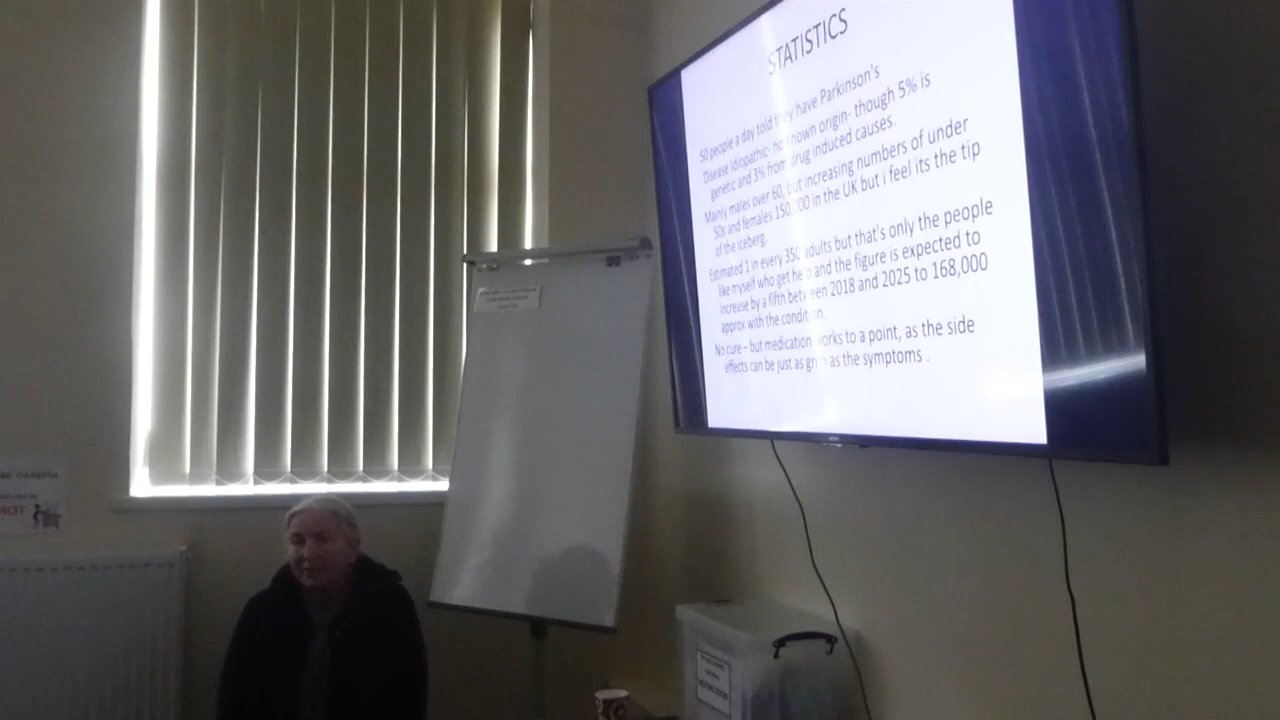 STATISTICS
50 people a day told they have Parkinson's
Disease Idiopathic- no known origin- though 5% is
genetic and 3% from drug induced causes.
Mainly males over 60, but increasing numbers of under
50s and females.150,000 in the UK but i feel its the tip
of the iceberg.
Estimated 1 in every 350 adults but that's only the people
like myself who get help and the figure is expected to
increase by a fifth between 2018 and 2025 to 168,000
approx with the condition.
No cure – but medication works to a point, as the side
effects can be just as grim as the symptoms .
HOT
MEETING ROOM